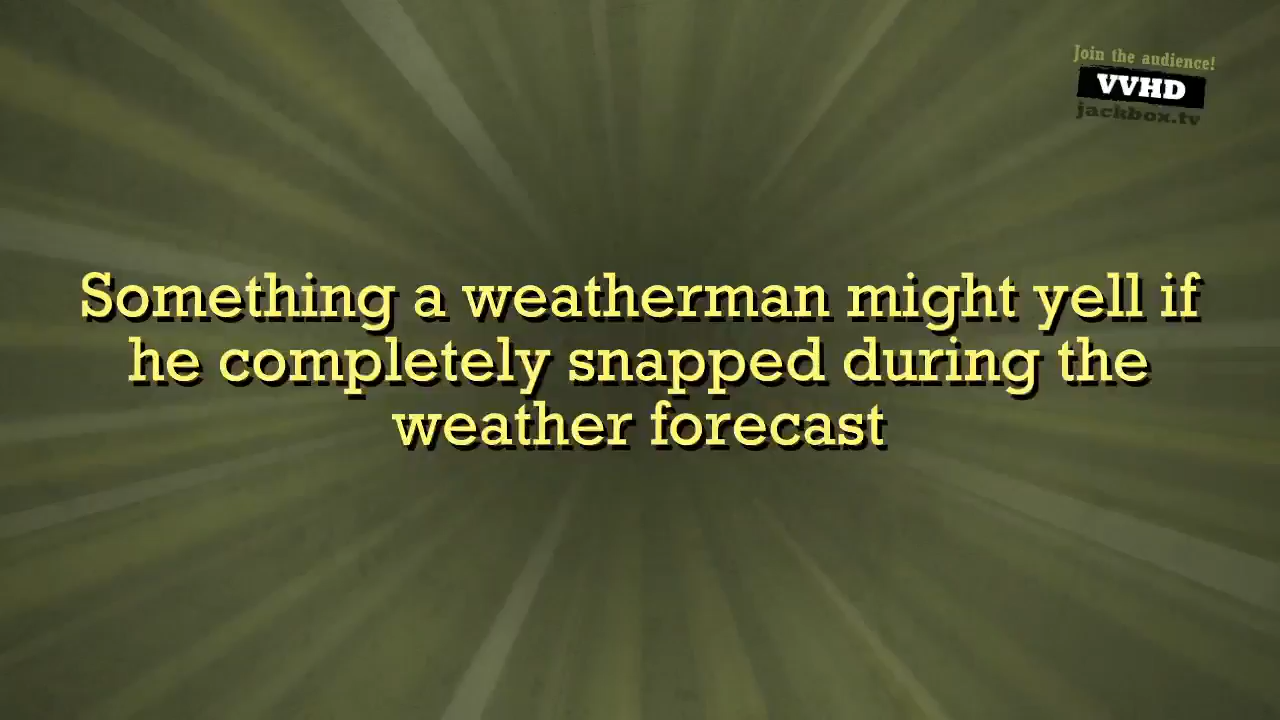 Join the audience!
VVHD
jackbox.tv
Something a weatherman might yell if
he completely snapped during the
weather forecast